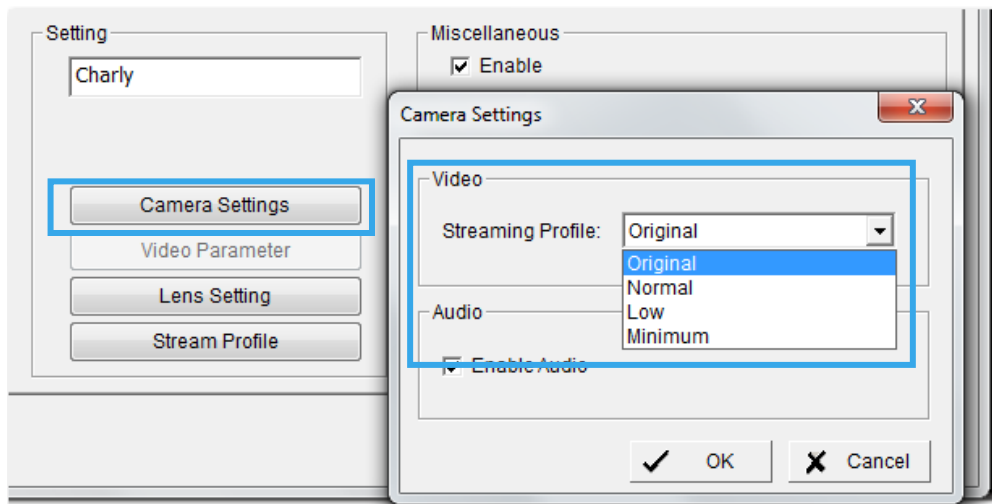 Setting
Charly
Camera Settings
Video Parameter
Lens Setting
Stream Profile
Miscellaneous
Enable
Camera Settings
Video
Streaming Profile: Original
Original
Normal
Low
Minimum
Audio
Enable Audio
OK
Cancel